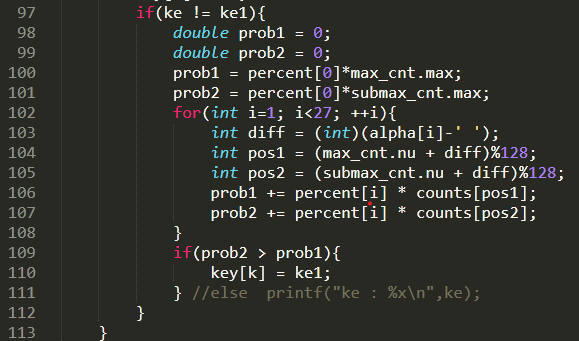 97 if(ke != ke1){
98 double prob1 = 0;
99 double prob2 = 0;
100 prob1 = percent[0]*max_cnt.max;
101 prob2 = percent[0]*submax_cnt.max;
102 for(int i=1; i<27; ++i){
103 int diff = (int)(alpha[i]-' ');
104 int pos1 = (max_cnt.nu + diff)%128;
105 int pos2 = (submax_cnt.nu + diff)%128;
106 prob1 += percent[i] * counts[pos1];
107 prob2 += percent[i] * counts[pos2];
108 }
109 if(prob2 > prob1){
110 key[k] = ke1;
111 } //else  printf("ke : %x\n",ke);
112 }
113 }